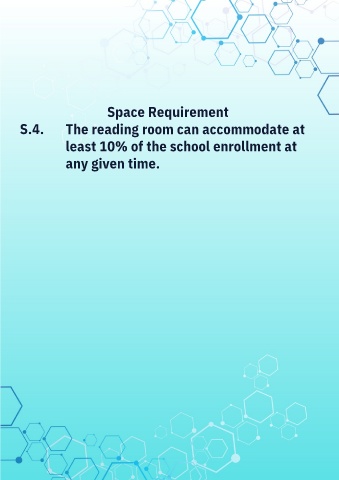 Space Requirement
S.4. The reading room can accommodate at
least 10% of the school enrollment at
any given time.